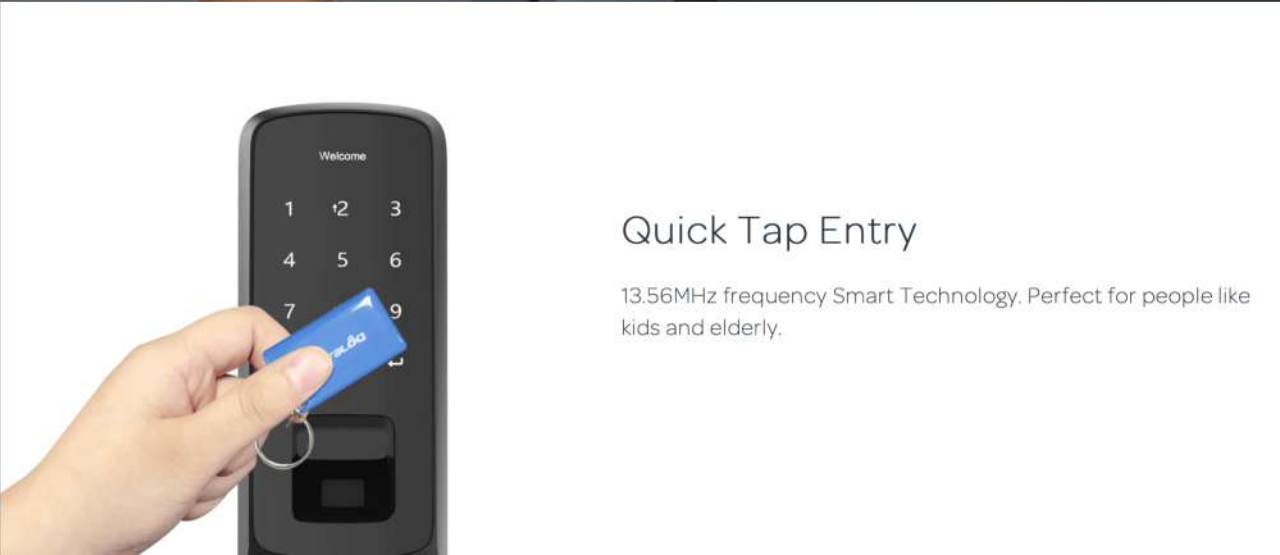 Welcome
1 2 3
4 5 6
7 9
Quick Tap Entry
13.56MHz frequency Smart Technology. Perfect for people like
kids and elderly.